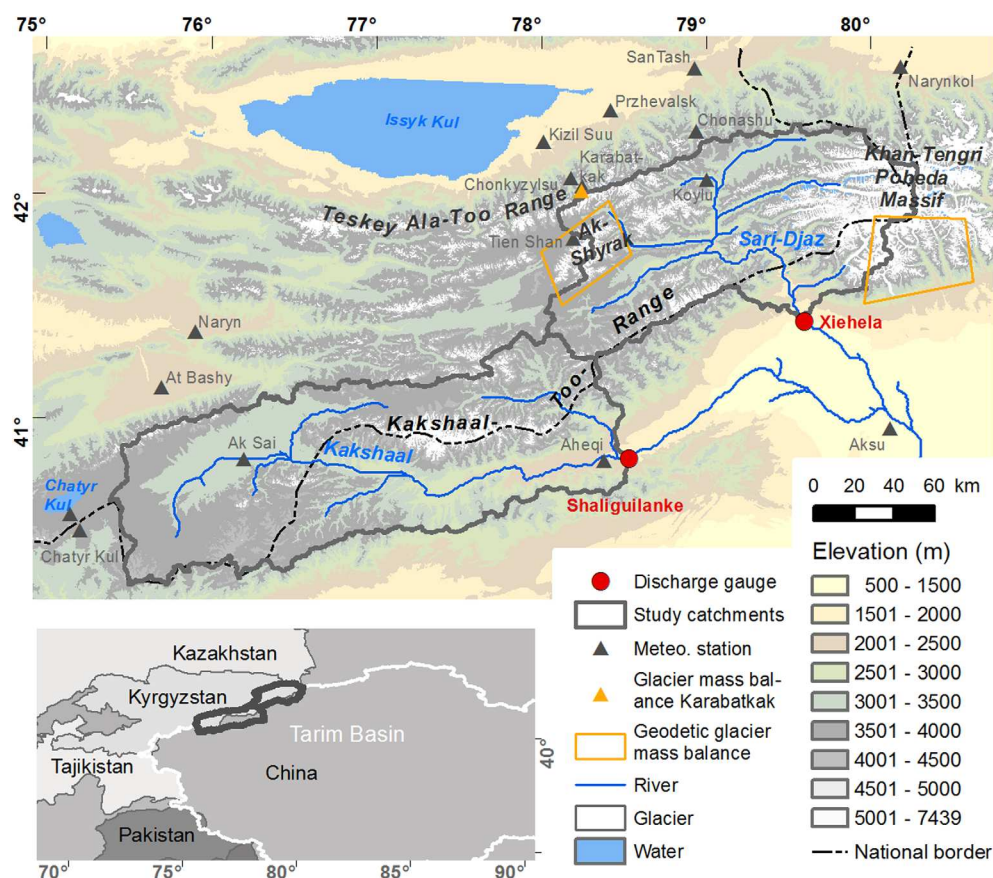 75° 76° 77° 78° 79° 80°
SanTash
Narynkol
Przhevalsk
Issyk Kul
Chonashu
Kizil Suu
Karabat-
kak
Khan-Tengri
Pobeda
Massif
Chonkyzylsu
42°
Koylu
Teskey Ala-Too Range
Ak-
Shyrak
Tien Shan
Sari-Djaz
Range
Naryn
Xiehela
At Bashy
Too-
41°
Kakshaal-
Aheqi
Aksu
Ak Sai
Kakshaal
Chatyr
Kul
Shaliguilanke
Chatyr Kul
0 20 40 60 km
Discharge gauge
Study catchments
Meteo. station
Glacier mass bal-
ance Karabatkak
Geodetic glacier
mass balance
River
Glacier
Water
Elevation (m)
500 - 1500
1501 - 2000
2001 - 2500
2501 - 3000
3001 - 3500
3501 - 4000
4001 - 4500
4501 - 5000
5001 - 7439
National border
Kazakhstan
Kyrgyzstan
Tarim Basin
40°
Tajikistan
China
Pakistan
70° 75° 80° 85° 90°